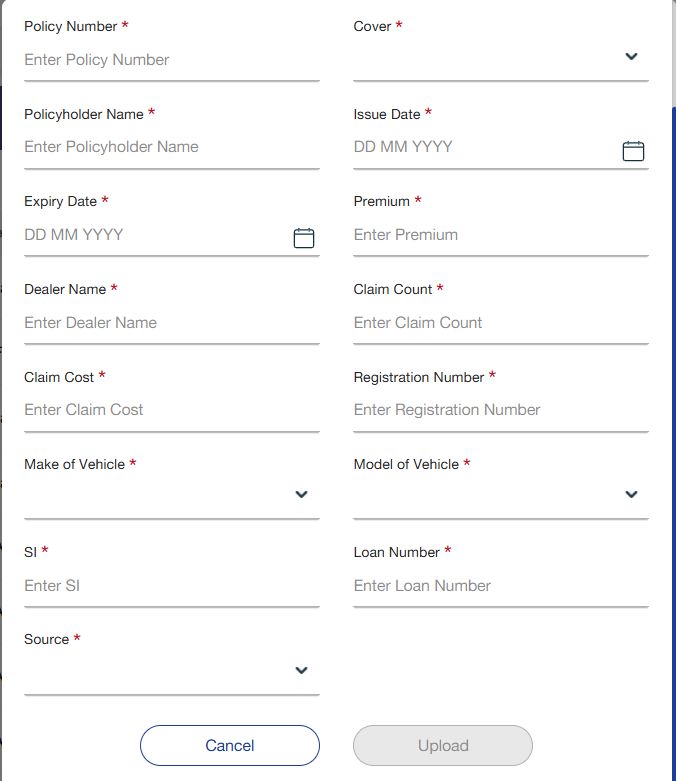 Policy Number *
Cover *
Enter Policy Number
Policyholder Name *
Issue Date *
Enter Policyholder Name
DD MM YYYY
Expiry Date *
Premium *
DD MM YYYY
Enter Premium
Dealer Name *
Claim Count *
Enter Dealer Name
Enter Claim Count
Claim Cost *
Registration Number *
Enter Claim Cost
Enter Registration Number
Make of Vehicle *
Model of Vehicle *
SI *
Loan Number *
Enter SI
Enter Loan Number
Source *
Cancel
Upload